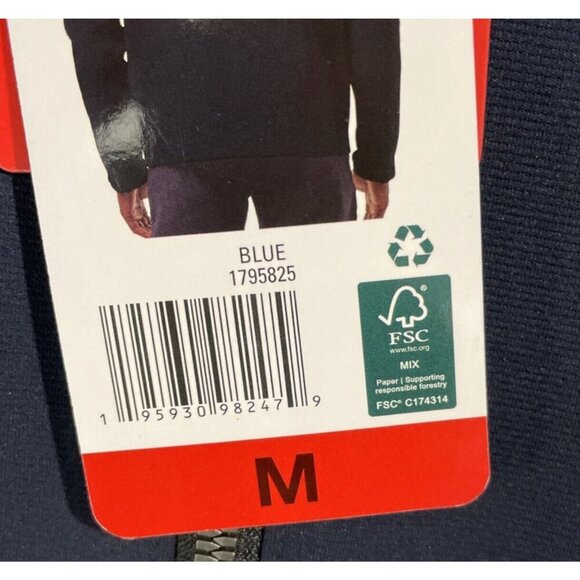 BLUE
1795825
1 95930 98247 9
FSC
www.fsc.org
MIX
Paper | Supporting
responsible forestry
FSC® C174314
M